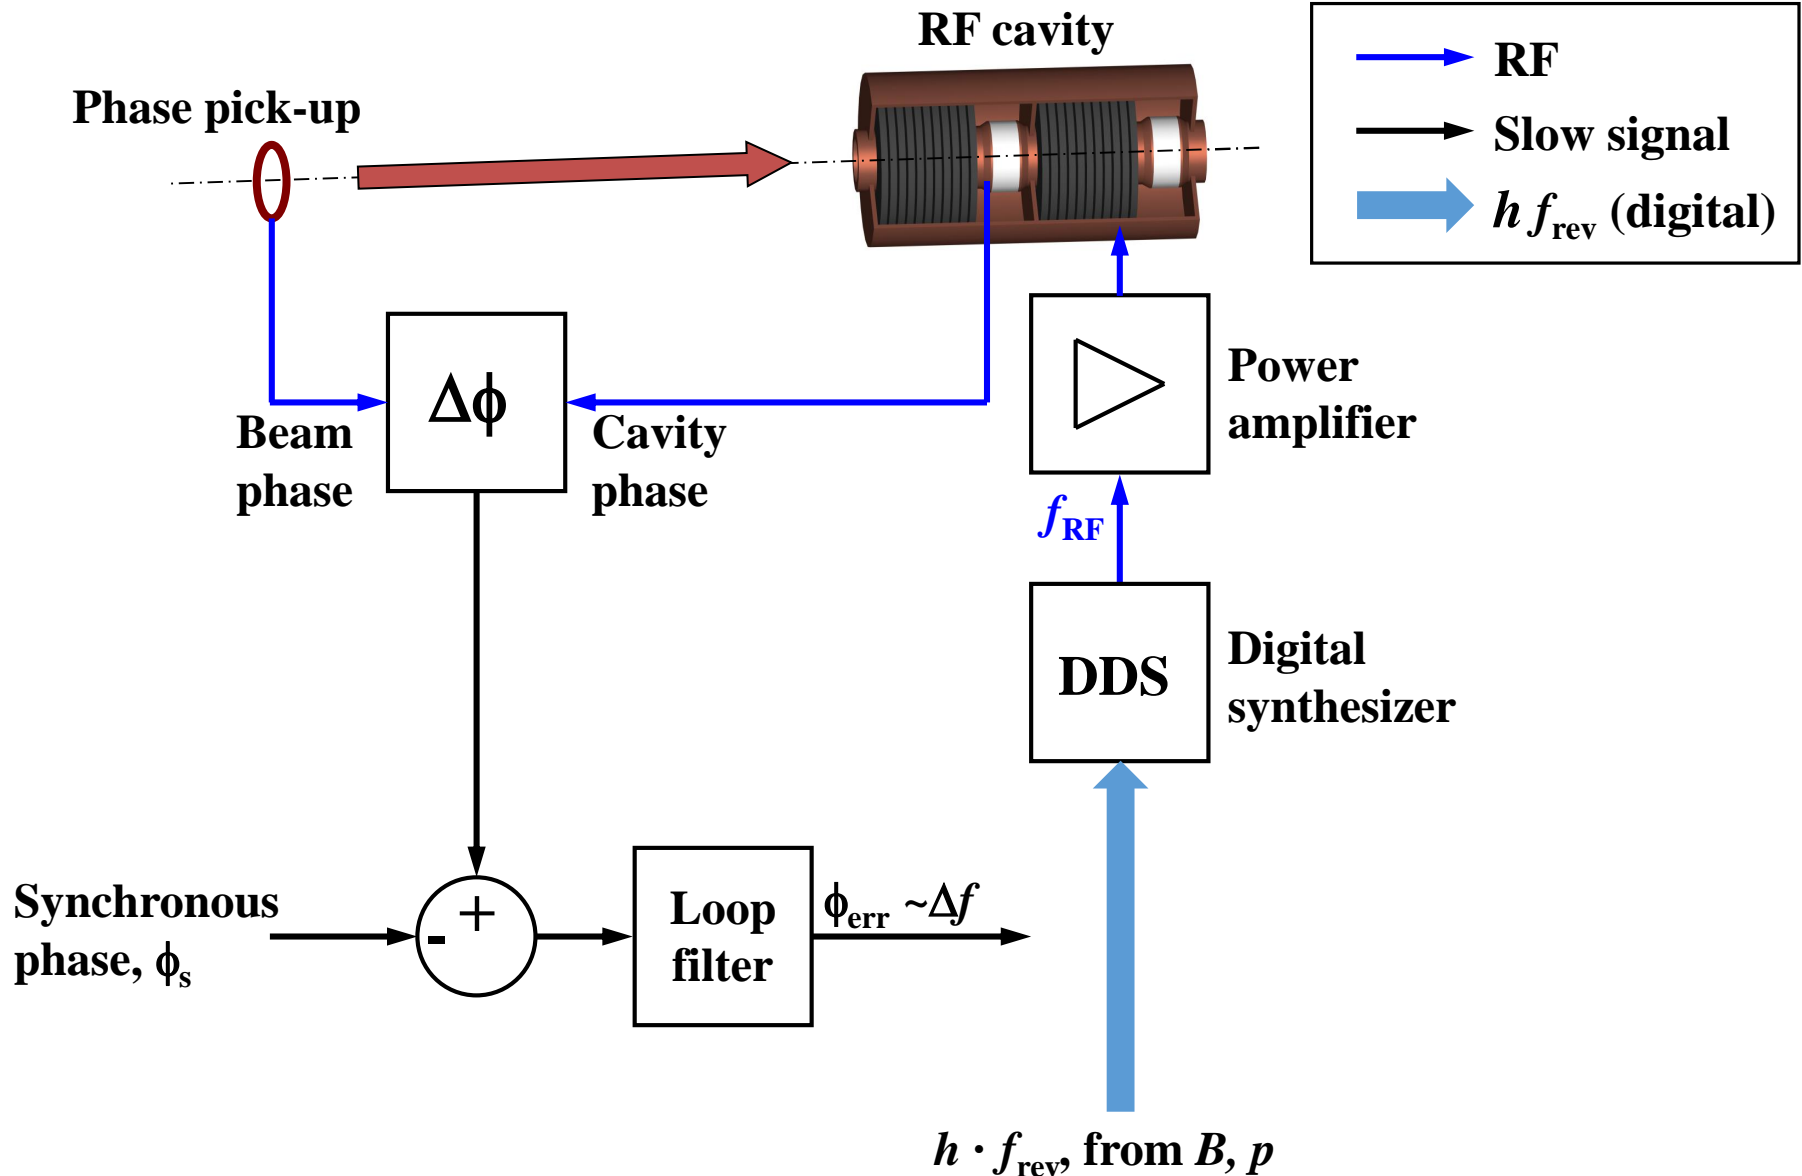 RF cavity
Phase pick-up
RF
Slow signal
h f_rev (digital)
Δϕ
Beam
phase
Cavity
phase
Power
amplifier
f_RF
DDS
Digital
synthesizer
Synchronous
phase, ϕ_s
+
-
Loop
filter
ϕ_err ~Δf
h · f_rev, from B, p